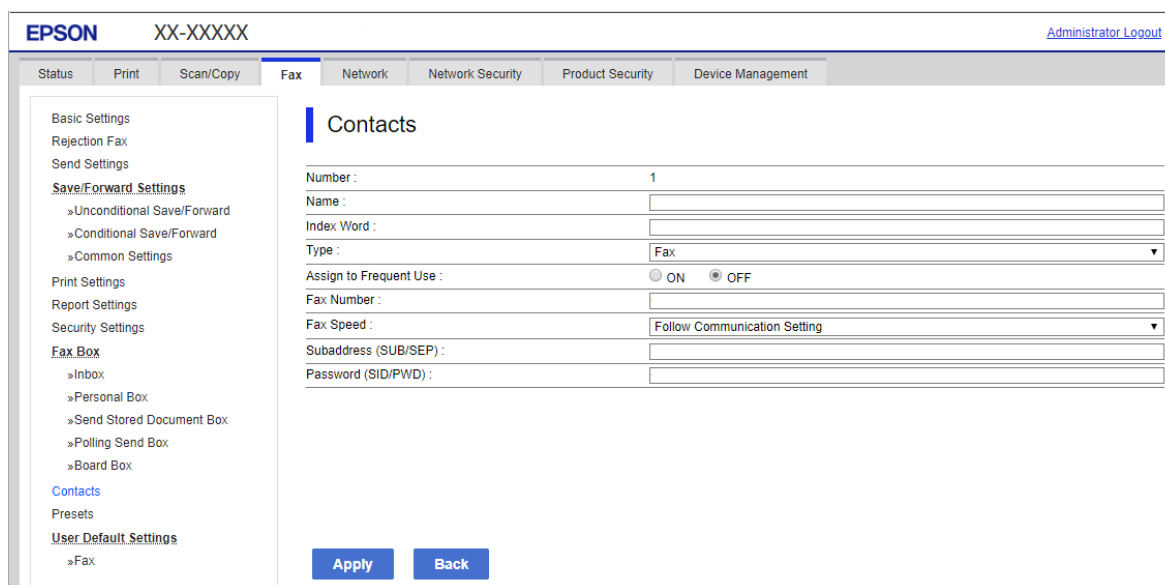 EPSON XX-XXXXX Administrator Logout
Status Print Scan/Copy Fax Network Network Security Product Security Device Management
Basic Settings
Rejection Fax
Send Settings
Save/Forward Settings
»Unconditional Save/Forward
»Conditional Save/Forward
»Common Settings
Print Settings
Report Settings
Security Settings
Fax Box
»Inbox
»Personal Box
»Send Stored Document Box
»Polling Send Box
»Board Box
Contacts
Presets
User Default Settings
»Fax
Contacts
Number : 1
Name :
Index Word :
Type : Fax
Assign to Frequent Use : ON OFF
Fax Number :
Fax Speed : Follow Communication Setting
Subaddress (SUB/SEP) :
Password (SID/PWD) :
Apply Back